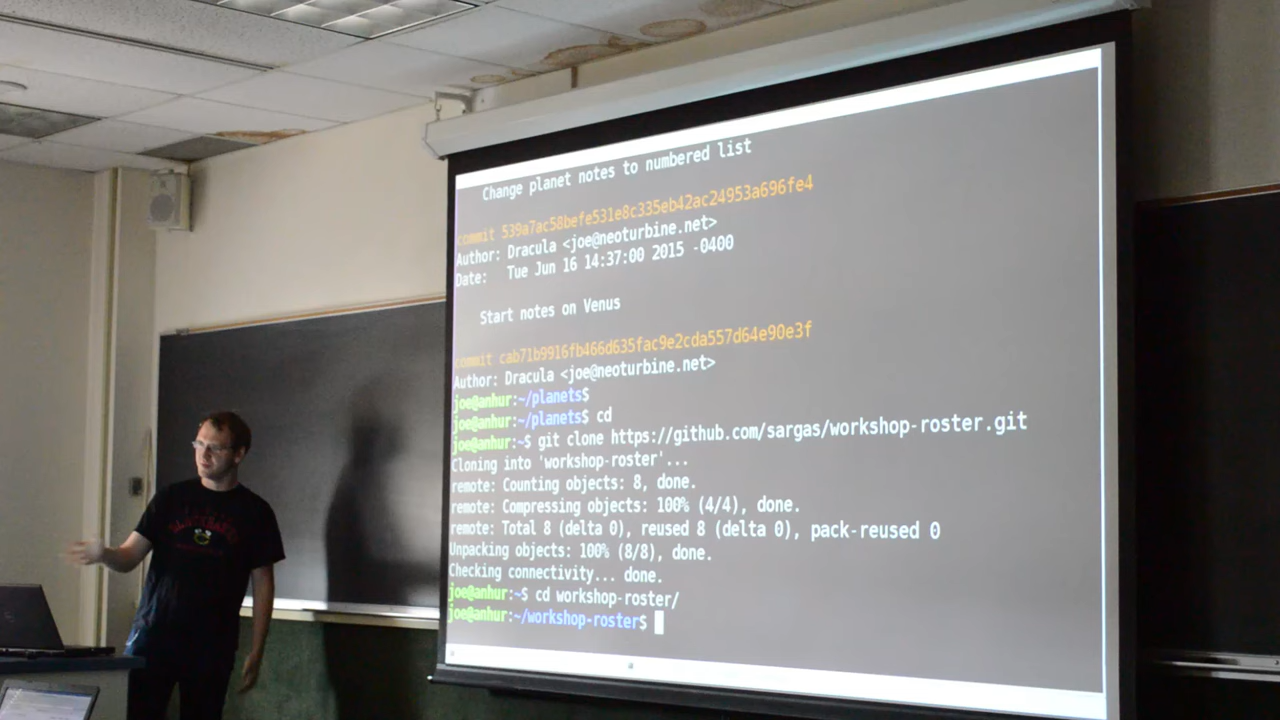 Change planet notes to numbered list
commit 539a7ac58befe531e8c335eb42ac24953a696fe4
Author: Dracula <joe@neoturbine.net>
Date: Tue Jun 16 14:37:00 2015 -0400
Start notes on Venus
commit cab71b9916fb466d635fac9e2cda557d64e90e3f
Author: Dracula <joe@neoturbine.net>
joe@anhur:~/planets$
joe@anhur:~/planets$ cd
joe@anhur:~$ git clone https://github.com/sargas/workshop-roster.git
Cloning into 'workshop-roster'...
remote: Counting objects: 8, done.
remote: Compressing objects: 100% (4/4), done.
remote: Total 8 (delta 0), reused 8 (delta 0), pack-reused 0
Unpacking objects: 100% (8/8), done.
Checking connectivity... done.
joe@anhur:~$ cd workshop-roster/
joe@anhur:~/workshop-roster$